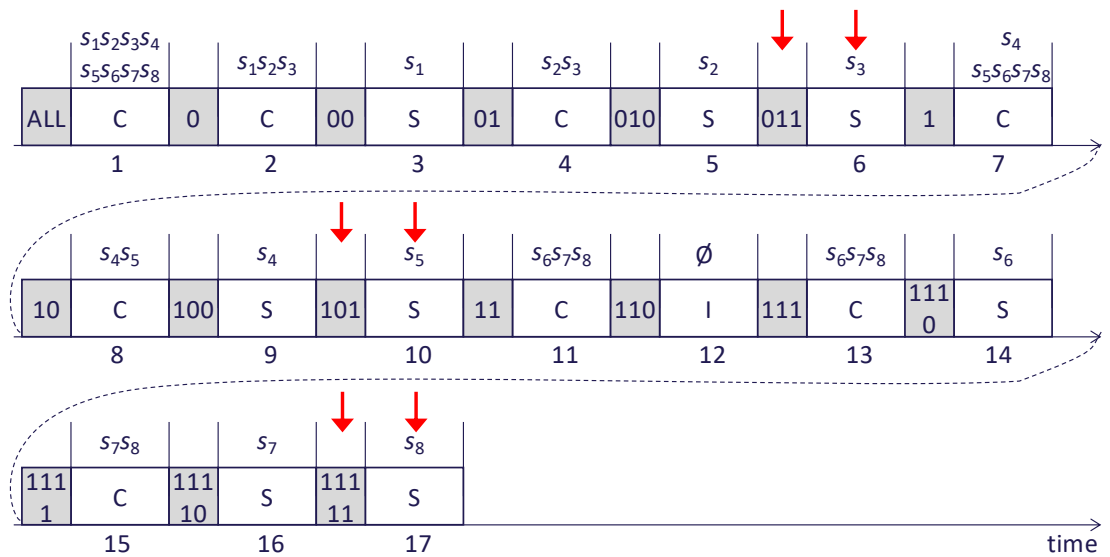 s₁s₂s₃s₄
s₅s₆s₇s₈ s₁s₂s₃ s₁ s₂s₃ s₂ s₃ s₄
s₅s₆s₇s₈
ALL C 0 C 00 S 01 C 010 S 011 S 1 C
1 2 3 4 5 6 7
s₄s₅ s₄ s₅ s₆s₇s₈ Ø s₆s₇s₈ s₆
10 C 100 S 101 S 11 C 110 I 111 C 111
0 S
8 9 10 11 12 13 14
s₇s₈ s₇ s₈
111
1 C 111
10 S 111
11 S
15 16 17 time